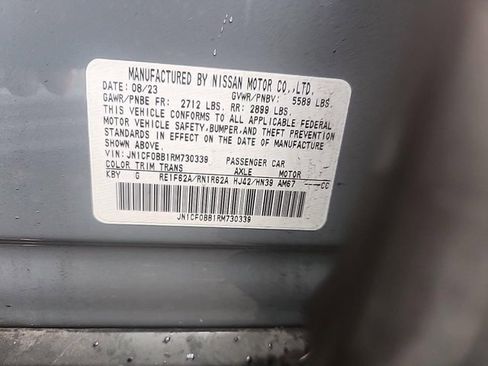 MANUFACTURED BY NISSAN MOTOR CO.,LTD.
DATE: 08/23 GVWR/PNBV: 5589 LBS.
GAWR/PNBE FR: 2712 LBS. RR: 2899 LBS.
THIS VEHICLE CONFORMS TO ALL APPLICABLE FEDERAL
MOTOR VEHICLE SAFETY,BUMPER,AND THEFT PREVENTION
STANDARDS IN EFFECT ON THE DATE OF MANUFACTURE
SHOWN ABOVE.
VIN: JN1CF0BB1RM730339 PASSENGER CAR
COLOR TRIM TRANS AXLE MOTOR
KBY G RE1F62A/RN1R62A HJ42/HN39 AM67 ----CC
JN1CF0BB1RM730339